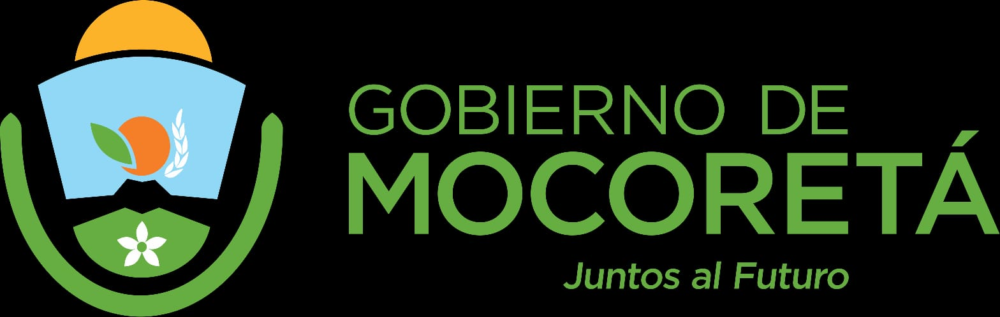 GOBIERNO DE
MOCORETÁ
Juntos al Futuro